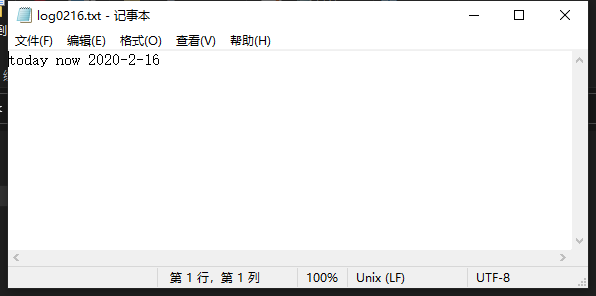 log0216.txt - 记事本
文件(F) 编辑(E) 格式(O) 查看(V) 帮助(H)
today now 2020-2-16
第 1 行，第 1 列 100% Unix (LF) UTF-8